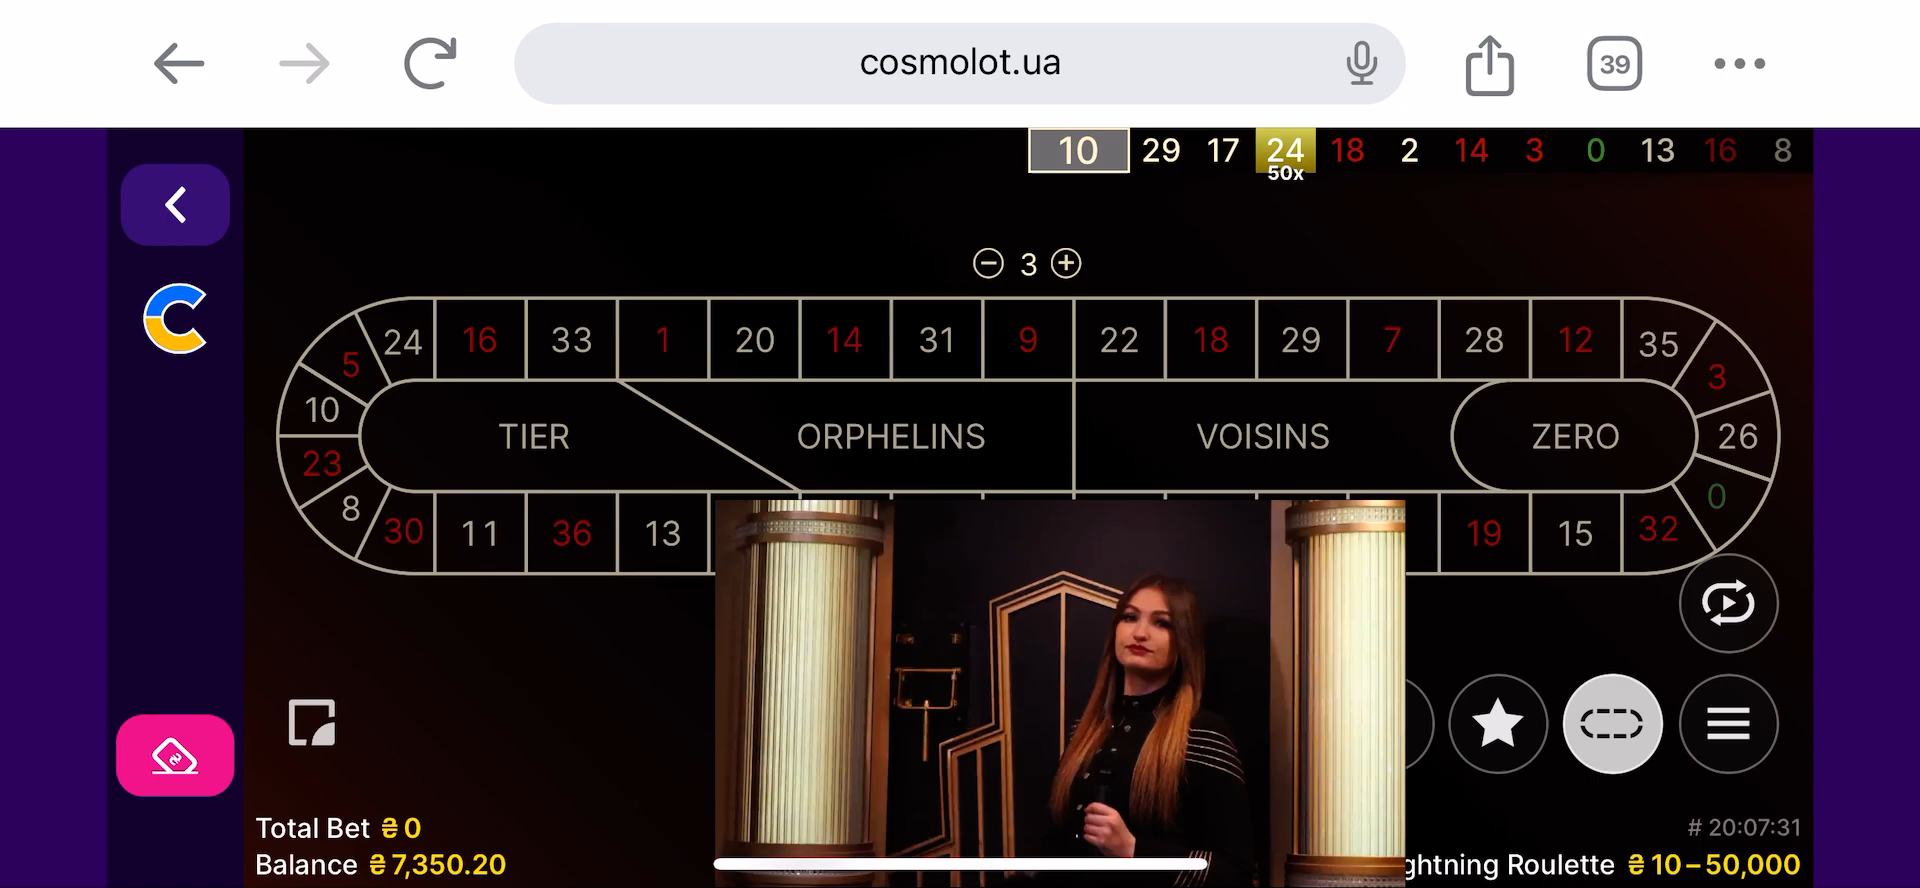 cosmolot.ua
39
10 29 17 24 18 2 14 3 0 13 16 8
50x
3
24 16 33 1 20 14 31 9 22 18 29 7 28 12 35
5 3
10 26
TIER ORPHELINS VOISINS ZERO
23 0
8
30 11 36 13 19 15 32
Total Bet ₴ 0
Balance ₴ 7,350.20
# 20:07:31
ghtning Roulette ₴ 10 – 50,000